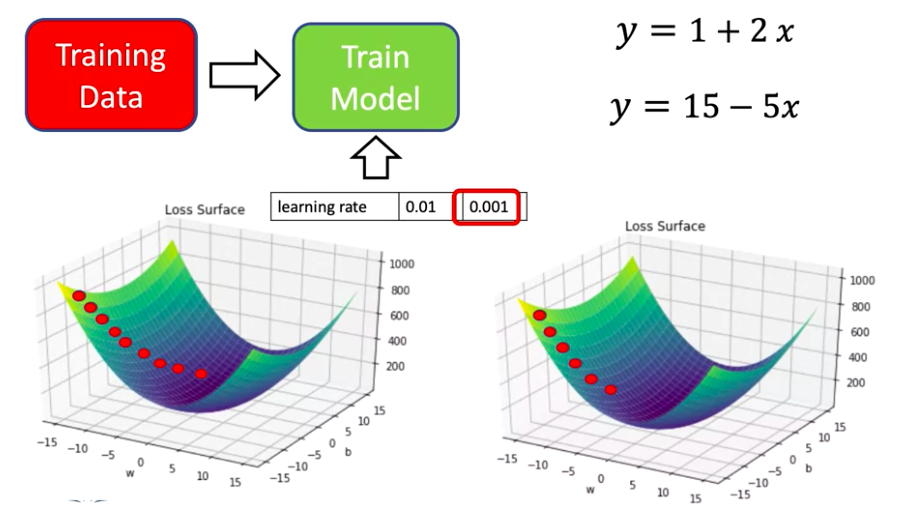 Training
Data
Train
Model
y = 1 + 2 x
y = 15 − 5x
learning rate 0.01 0.001
Loss Surface
1000
800
600
400
200
−15 −10 −5 0 5 10 15
w
−15 −10 −5 0 5 10 15
b
Loss Surface
1000
800
600
400
200
−15 −10 −5 0 5 10 15
w
−15 −10 −5 0 5 10 15
b